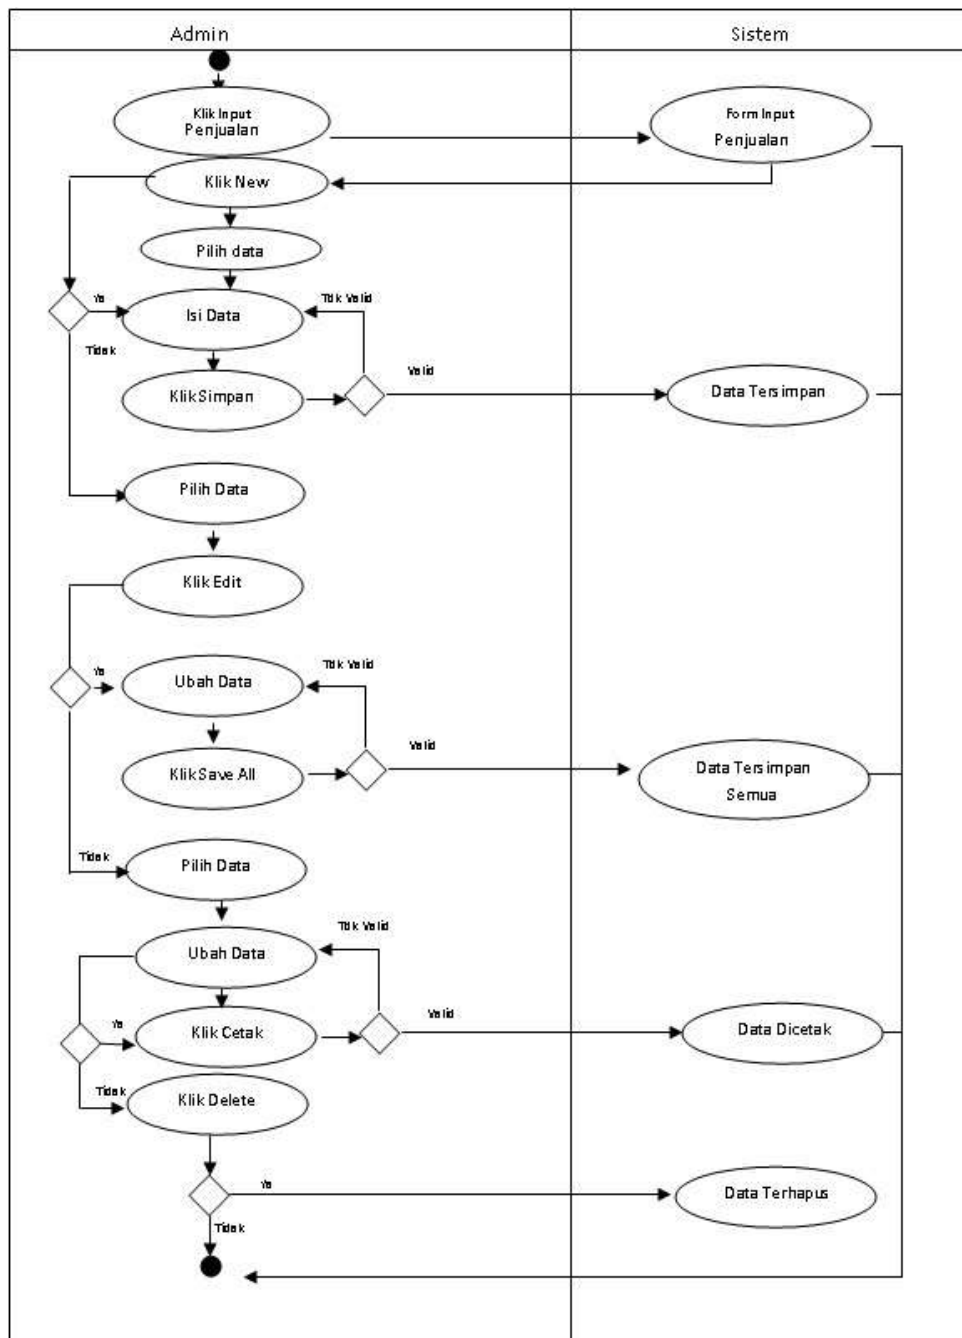 Admin
Sistem
Klik Input
Penjualan
Form Input
Penjualan
Klik New
Pilih data
Ya
Isi Data
Tdk Valid
Tidak
Klik Simpan
Valid
Data Tersimpan
Pilih Data
Klik Edit
Ya
Ubah Data
Tdk Valid
Klik Save All
Valid
Data Tersimpan
Semua
Tidak
Pilih Data
Ubah Data
Tdk Valid
Ya
Klik Cetak
Valid
Data Dicetak
Tidak
Klik Delete
Ya
Data Terhapus
Tidak